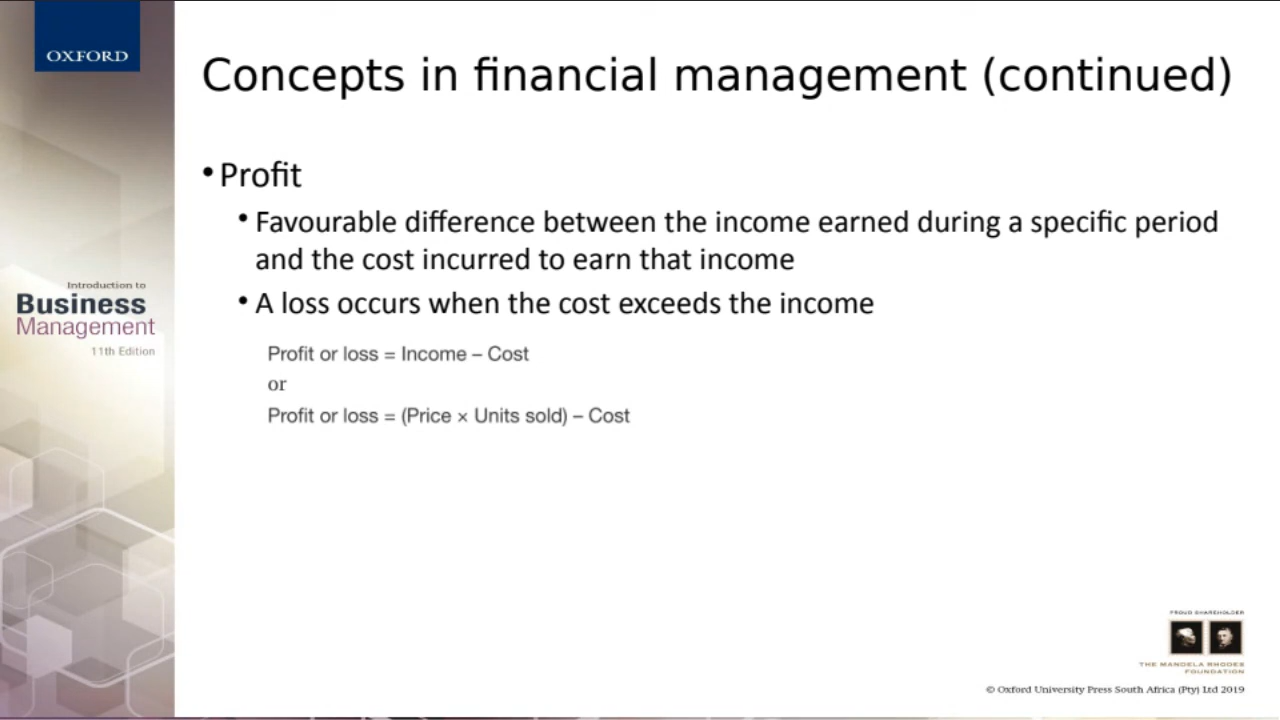 OXFORD
Concepts in financial management (continued)
• Profit
• Favourable difference between the income earned during a specific period
and the cost incurred to earn that income
• A loss occurs when the cost exceeds the income
Profit or loss = Income – Cost
or
Profit or loss = (Price × Units sold) – Cost
Introduction to
Business
Management
11th Edition
PROUD SHAREHOLDER
THE MANDELA RHODES
FOUNDATION
© Oxford University Press South Africa (Pty) Ltd 2019